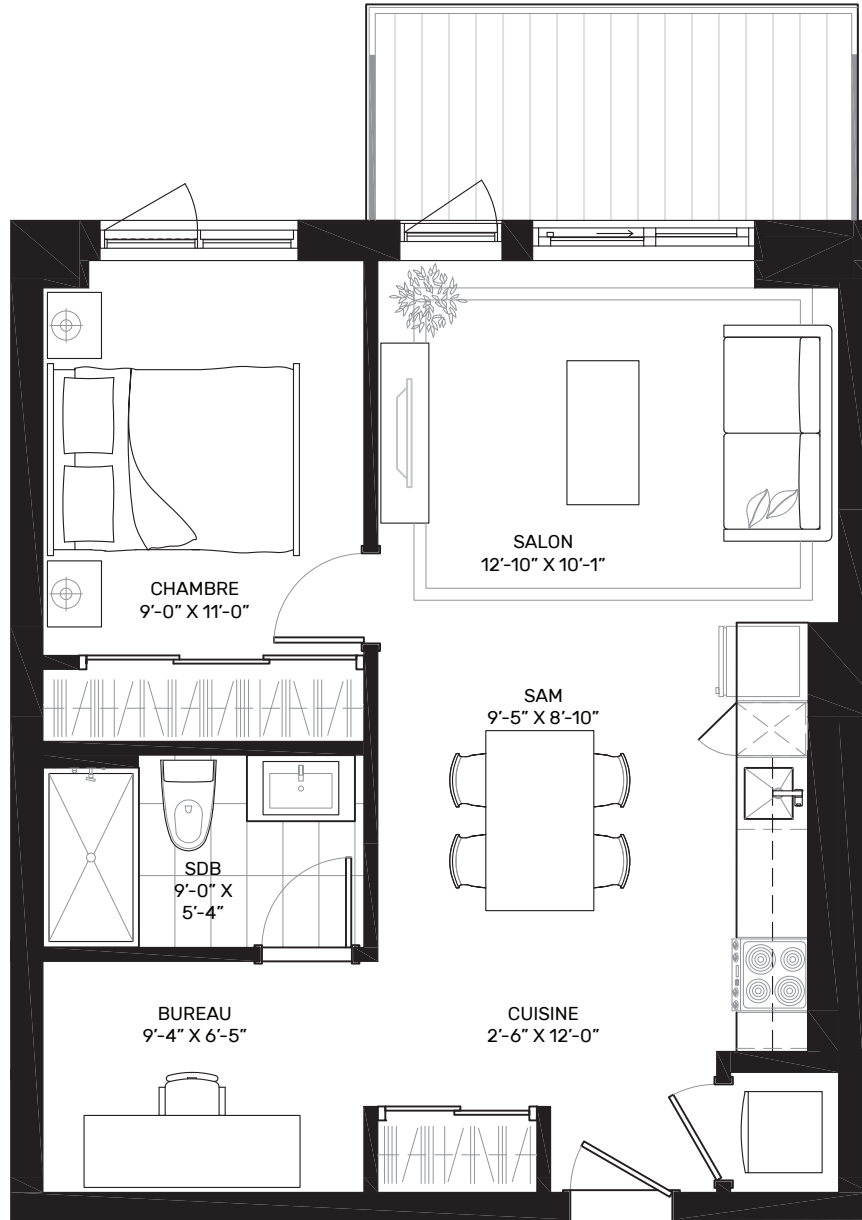 SALON
12'-10" X 10'-1"
CHAMBRE
9'-0" X 11'-0"
SAM
9'-5" X 8'-10"
SDB
9'-0" X
5'-4"
BUREAU
9'-4" X 6'-5"
CUISINE
2'-6" X 12'-0"